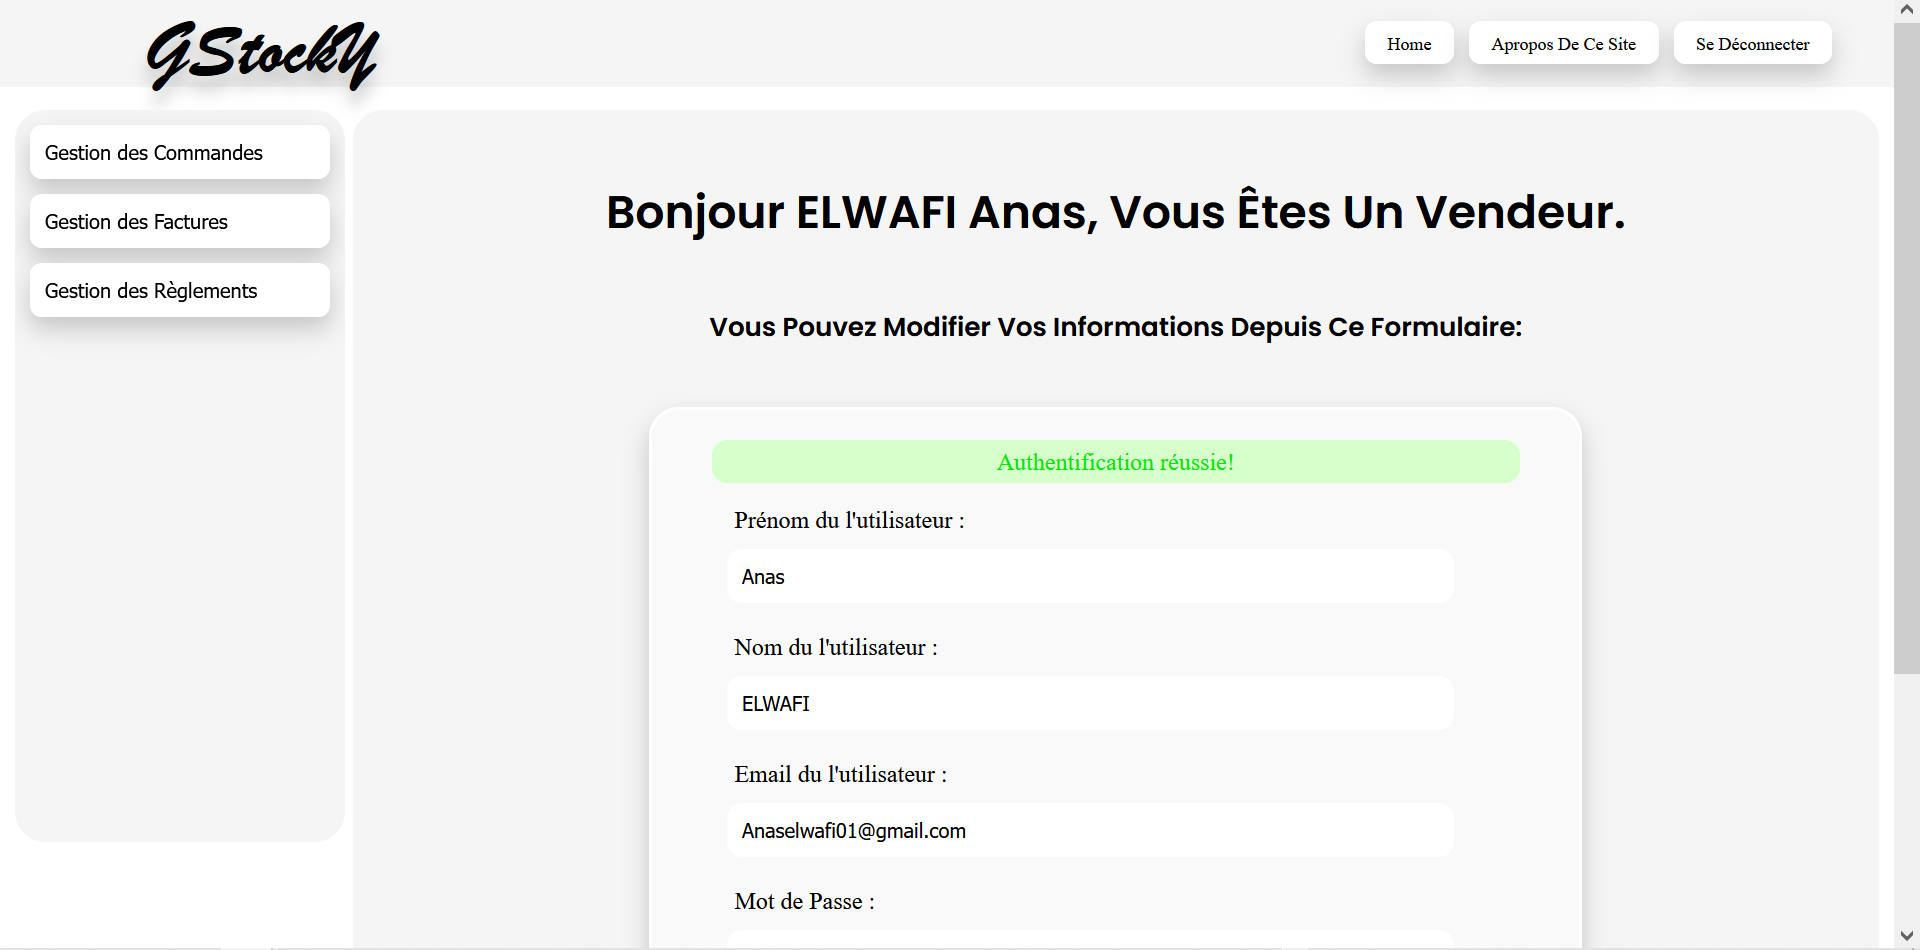 GStockY
Home
Apropos De Ce Site
Se Déconnecter
Gestion des Commandes
Gestion des Factures
Gestion des Règlements
Bonjour ELWAFI Anas, Vous Êtes Un Vendeur.
Vous Pouvez Modifier Vos Informations Depuis Ce Formulaire:
Authentification réussie!
Prénom du l'utilisateur :
Anas
Nom du l'utilisateur :
ELWAFI
Email du l'utilisateur :
Anaselwafi01@gmail.com
Mot de Passe :